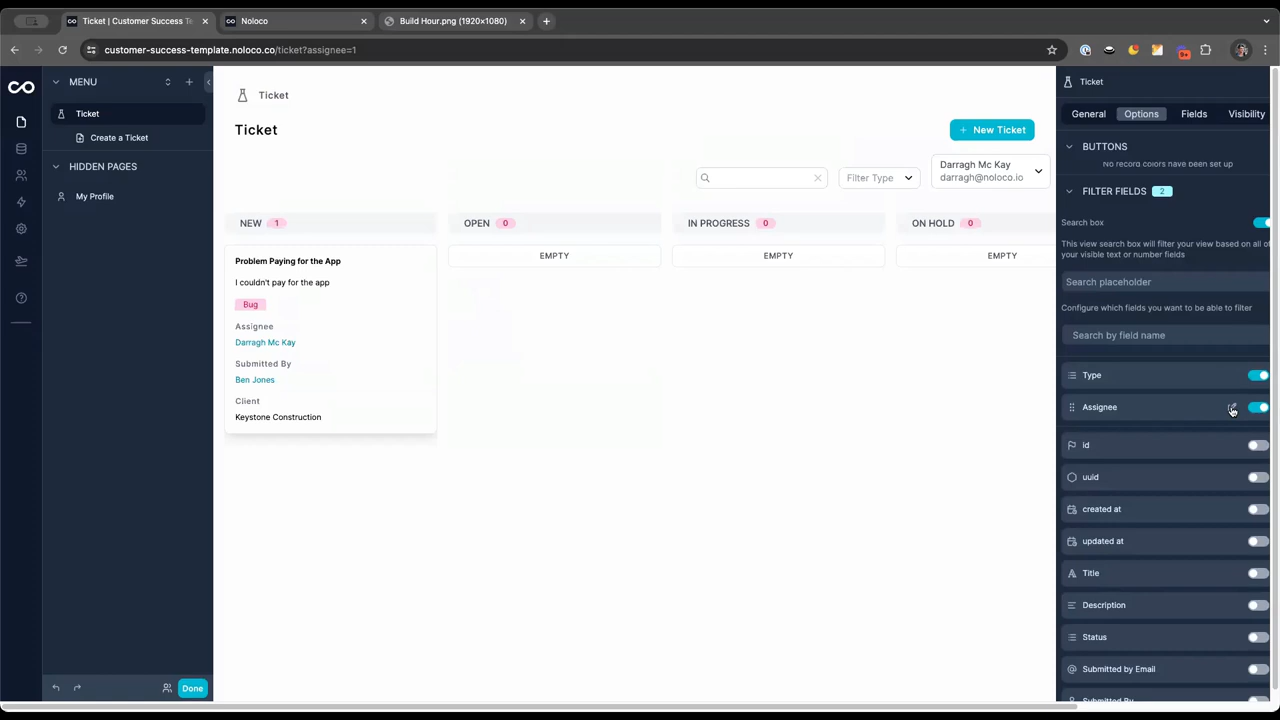 Ticket | Customer Success Ti
Noloco
Build Hour.png (1920×1080)
customer-success-template.noloco.co/ticket?assignee=1
9+
MENU
Ticket
Create a Ticket
HIDDEN PAGES
My Profile
Done
Ticket
Ticket
New Ticket
Filter Type
Darragh Mc Kay
darragh@noloco.io
NEW 1
OPEN 0
IN PROGRESS 0
ON HOLD 0
Problem Paying for the App
I couldn't pay for the app
Bug
Assignee
Darragh Mc Kay
Submitted By
Ben Jones
Client
Keystone Construction
EMPTY
EMPTY
EMPTY
Ticket
General Options Fields Visibility
BUTTONS
No record colors have been set up
FILTER FIELDS 2
Search box
This view search box will filter your view based on all of
your visible text or number fields
Search placeholder
Configure which fields you want to be able to filter
Search by field name
Type
Assignee
id
uuid
created at
updated at
Title
Description
Status
Submitted by Email
Submitted By